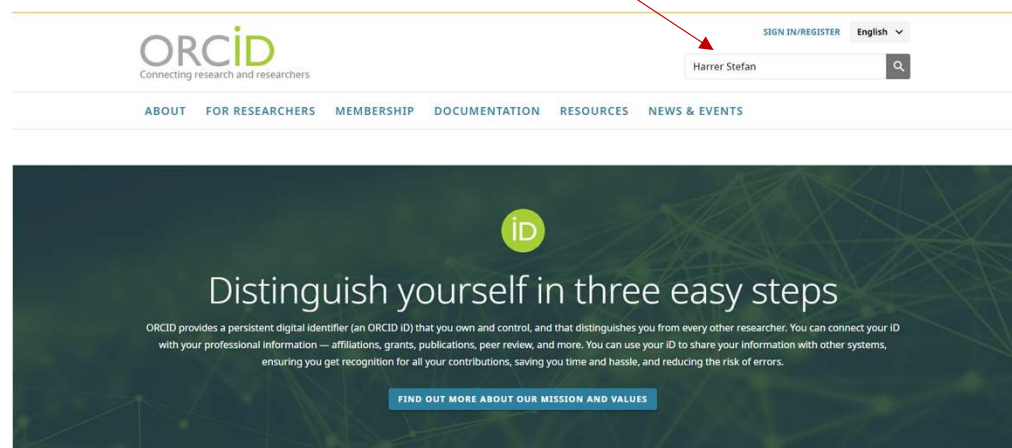 SIGN IN/REGISTER English
ORCiD
Connecting research and researchers
Harrer Stefan
ABOUT FOR RESEARCHERS MEMBERSHIP DOCUMENTATION RESOURCES NEWS & EVENTS
iD
Distinguish yourself in three easy steps
ORCID provides a persistent digital identifier (an ORCID iD) that you own and control, and that distinguishes you from every other researcher. You can connect your iD
with your professional information — affiliations, grants, publications, peer review, and more. You can use your iD to share your information with other systems,
ensuring you get recognition for all your contributions, saving you time and hassle, and reducing the risk of errors.
FIND OUT MORE ABOUT OUR MISSION AND VALUES